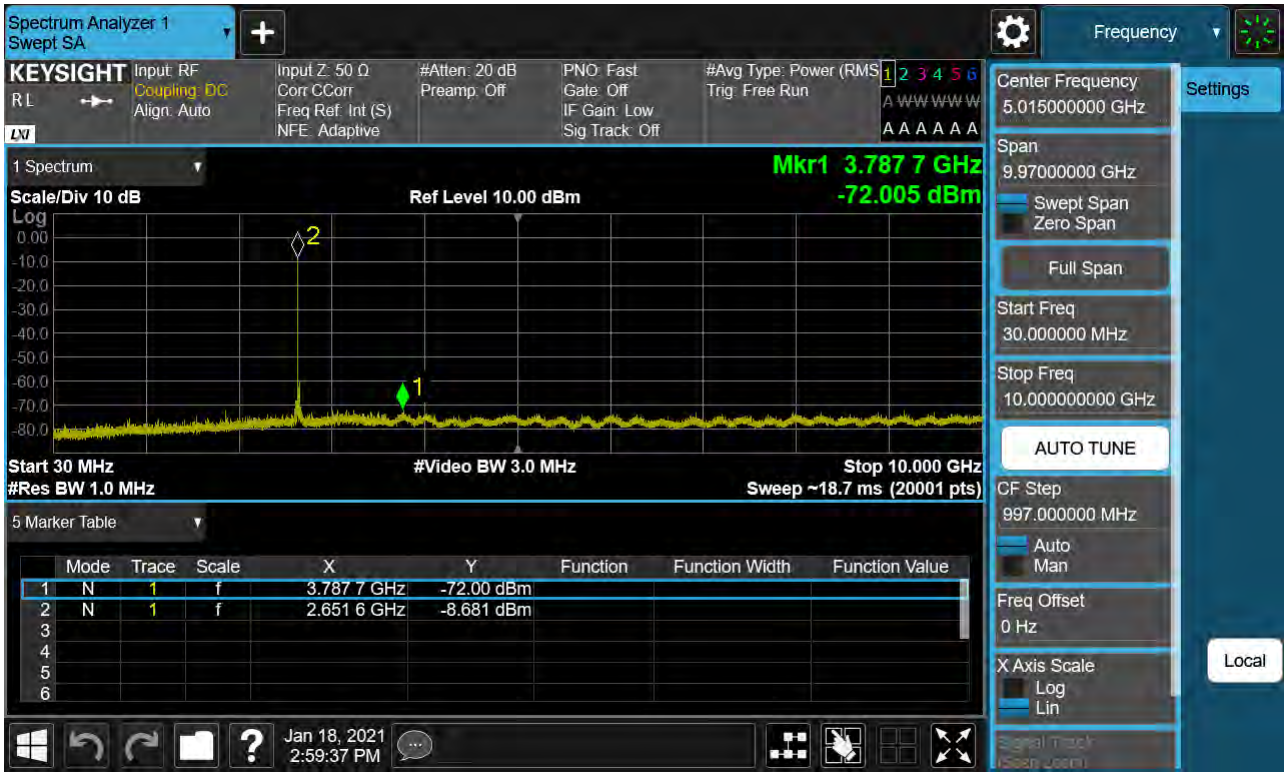 Spectrum Analyzer 1
Swept SA
+
Frequency
KEYSIGHT
RL
LXI
Input: RF
Coupling: DC
Align: Auto
Input Z: 50 Ω
Corr CCorr
Freq Ref: Int (S)
NFE: Adaptive
#Atten: 20 dB
Preamp: Off
PNO: Fast
Gate: Off
IF Gain: Low
Sig Track: Off
#Avg Type: Power (RMS
Trig: Free Run
1 2 3 4 5 6
A W W W W W
A A A A A A
1 Spectrum
Scale/Div 10 dB
Ref Level 10.00 dBm
Mkr1 3.787 7 GHz
-72.005 dBm
Log
0.00
-10.0
-20.0
-30.0
-40.0
-50.0
-60.0
-70.0
-80.0
2
1
Start 30 MHz
#Video BW 3.0 MHz
Stop 10.000 GHz
#Res BW 1.0 MHz
Sweep ~18.7 ms (20001 pts)
5 Marker Table
Mode Trace Scale X Y Function Function Width Function Value
1 N 1 f 3.787 7 GHz -72.00 dBm
2 N 1 f 2.651 6 GHz -8.681 dBm
3
4
5
6
Jan 18, 2021
2:59:37 PM
?
Center Frequency
5.015000000 GHz
Span
9.97000000 GHz
Swept Span
Zero Span
Full Span
Start Freq
30.000000 MHz
Stop Freq
10.000000000 GHz
AUTO TUNE
CF Step
997.000000 MHz
Auto
Man
Freq Offset
0 Hz
X Axis Scale
Log
Lin
Signal Track
(Span Zoom)
Settings
Local